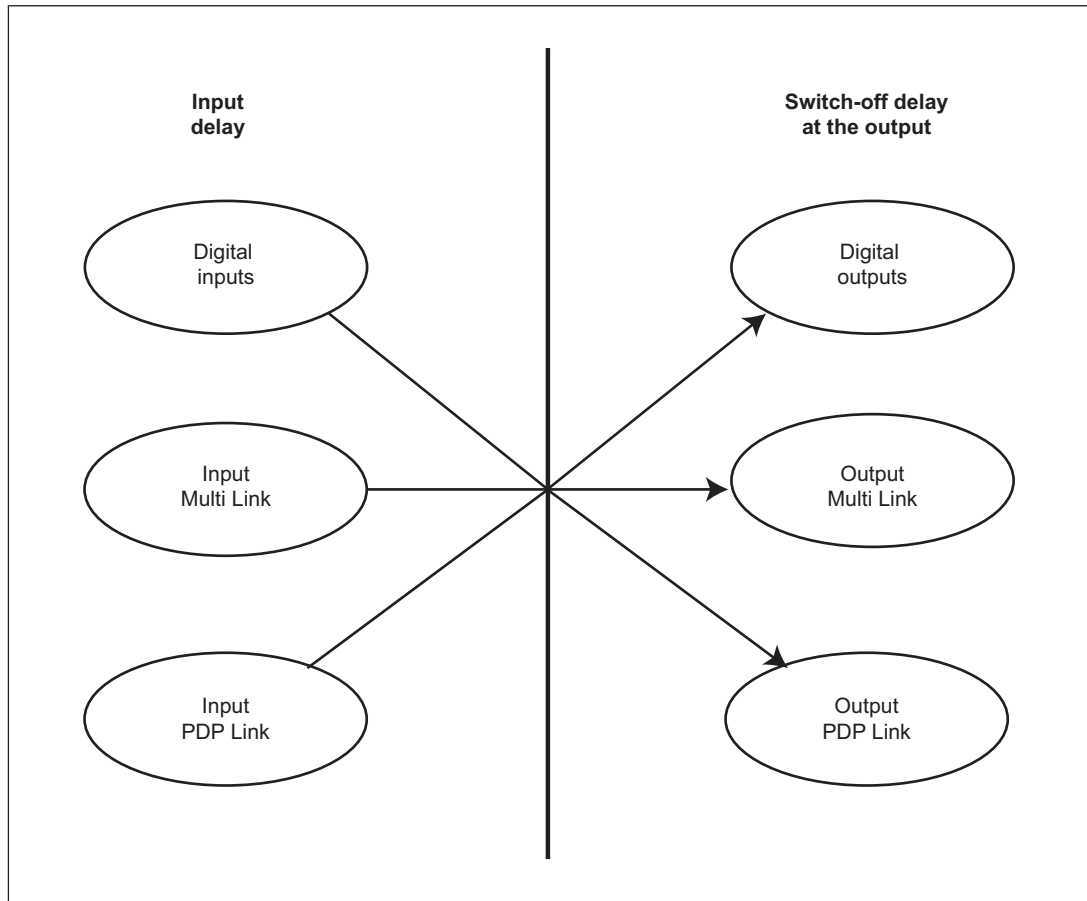 Input
delay
Switch-off delay
at the output
Digital
inputs
Digital
outputs
Input
Multi Link
Output
Multi Link
Input
PDP Link
Output
PDP Link